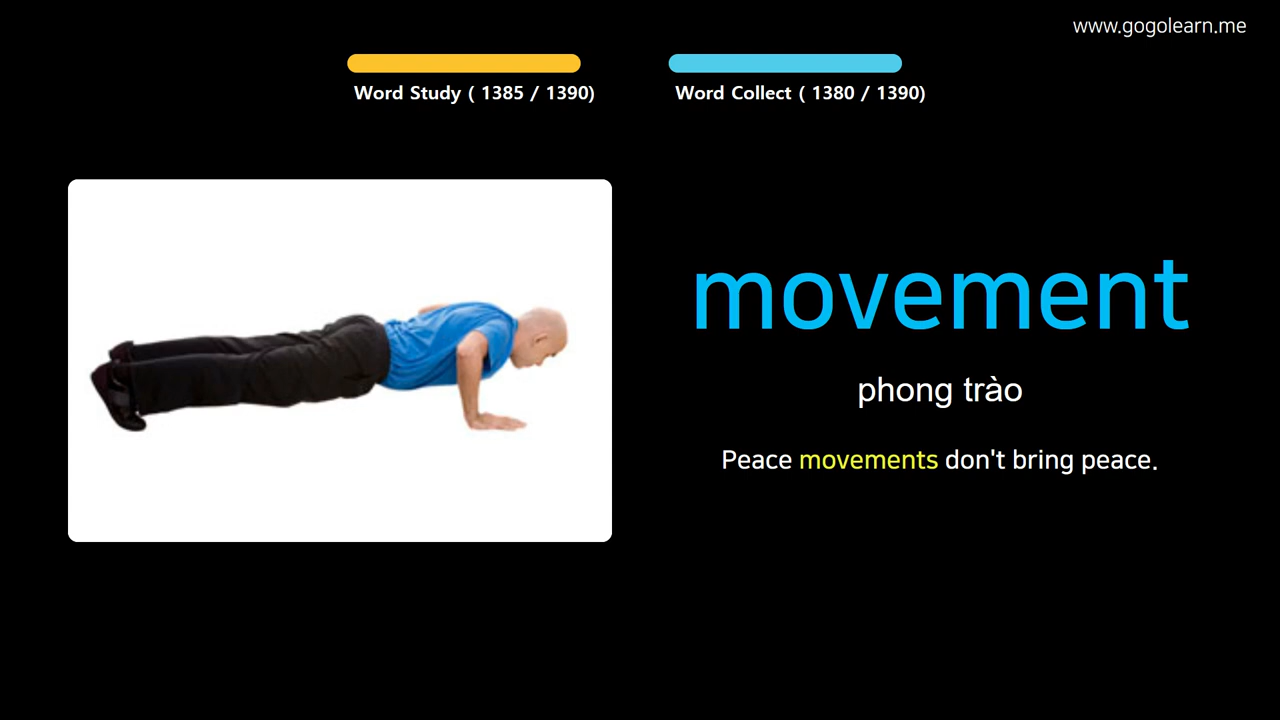 www.gogolearn.me
Word Study ( 1385 / 1390)
Word Collect ( 1380 / 1390)
movement
phong trào
Peace movements don't bring peace.